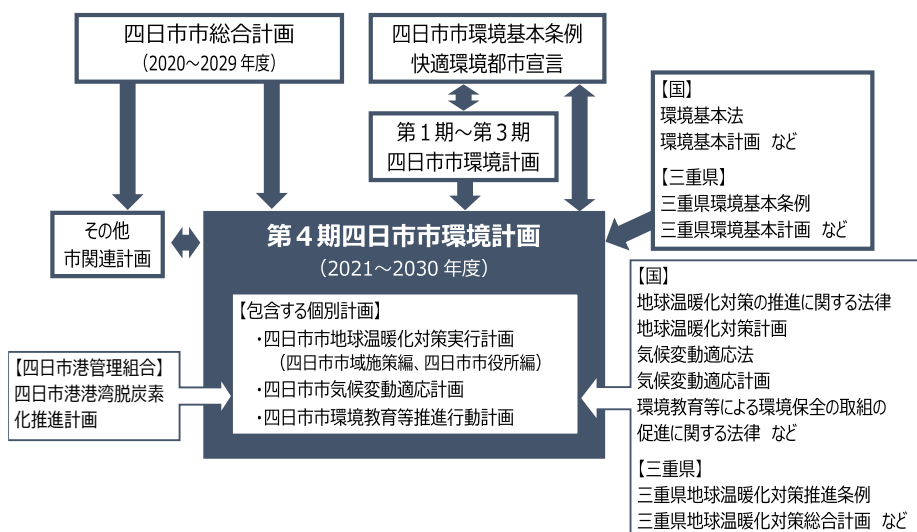 四日市市総合計画
（2020～2029 年度）
四日市市環境基本条例
快適環境都市宣言
第１期～第３期
四日市市環境計画
【国】
環境基本法
環境基本計画 など
【三重県】
三重県環境基本条例
三重県環境基本計画 など
その他
市関連計画
第４期四日市市環境計画
（2021～2030 年度）
【包含する個別計画】
・四日市市地球温暖化対策実行計画
（四日市市域施策編、四日市市役所編）
・四日市市気候変動適応計画
・四日市市環境教育等推進行動計画
【四日市港管理組合】
四日市港港湾脱炭素
化推進計画
【国】
地球温暖化対策の推進に関する法律
地球温暖化対策計画
気候変動適応法
気候変動適応計画
環境教育等による環境保全の取組の
促進に関する法律 など
【三重県】
三重県地球温暖化対策推進条例
三重県地球温暖化対策総合計画 など